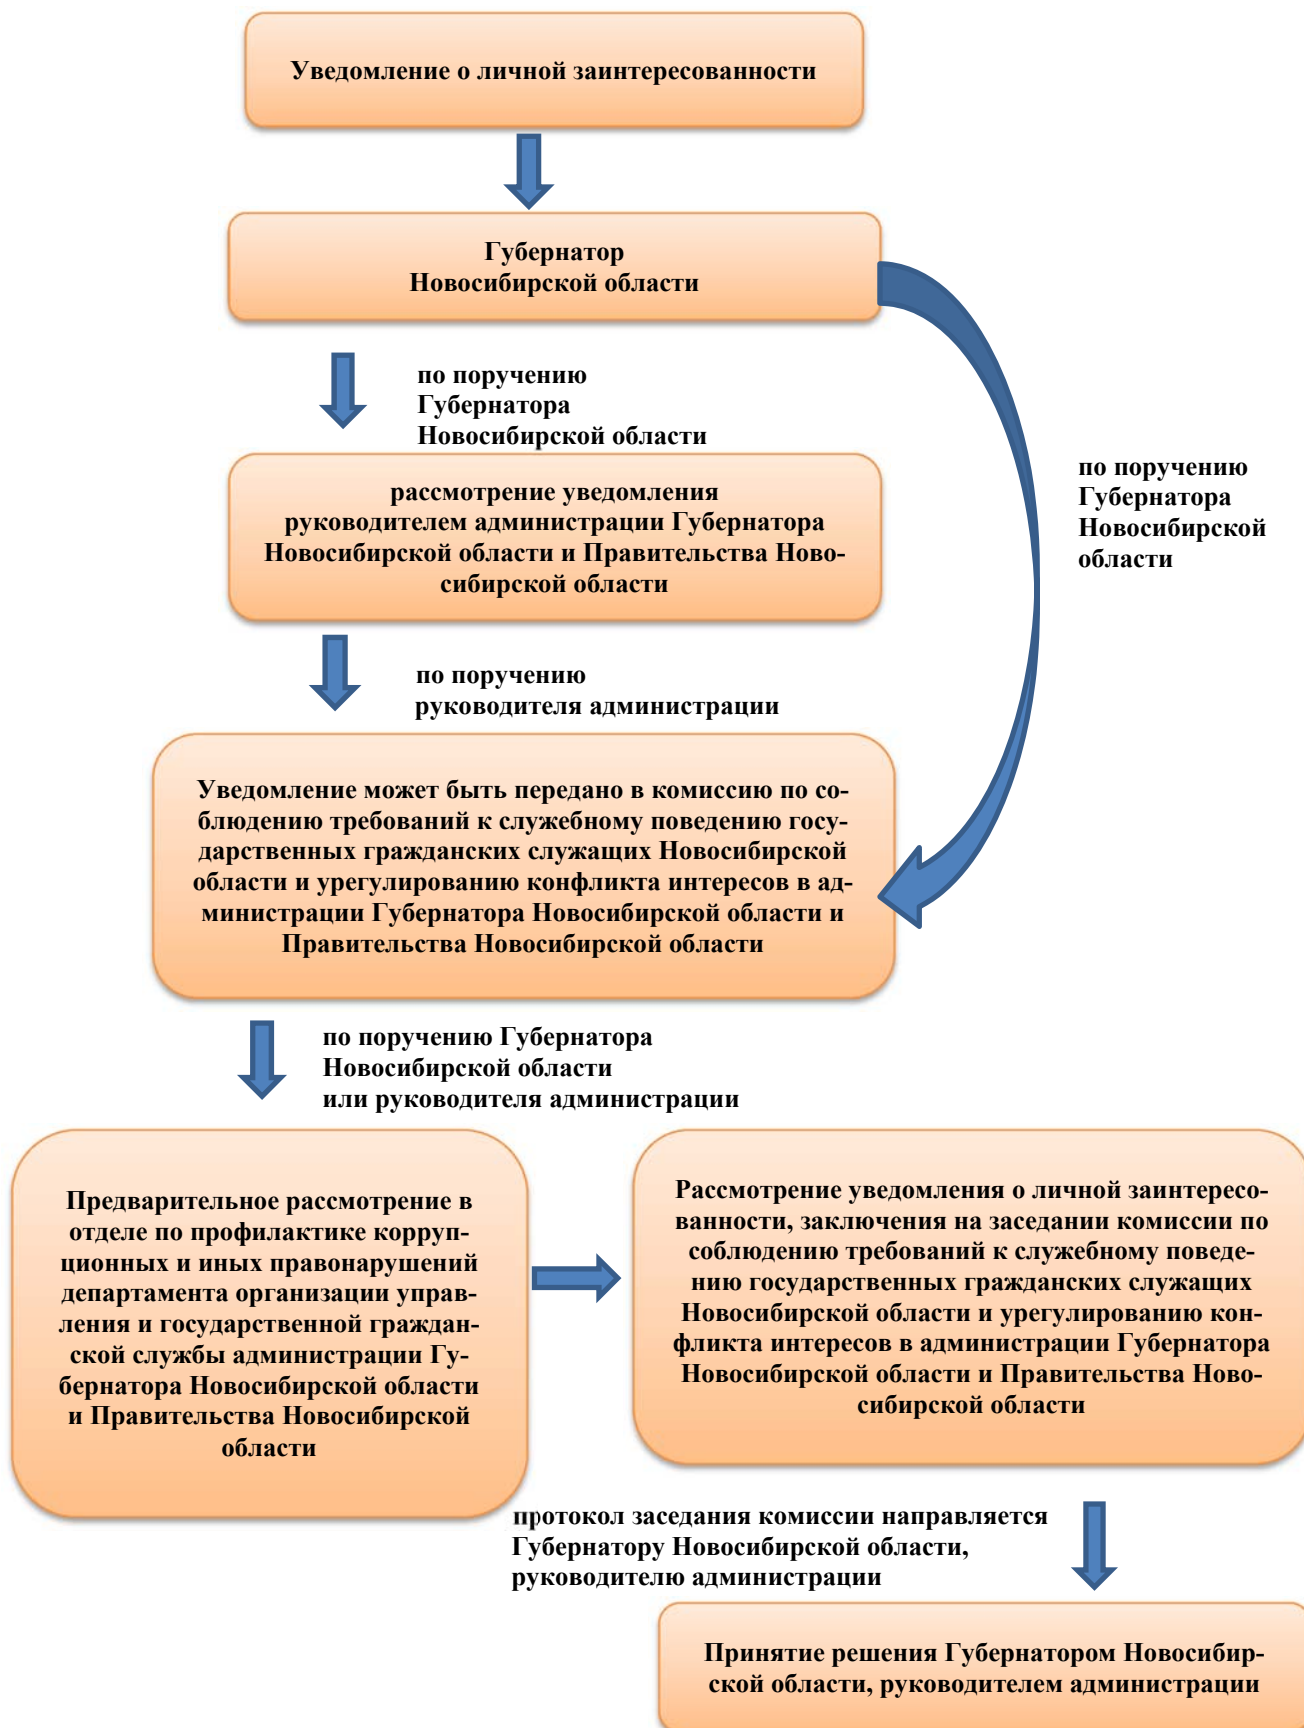 Уведомление о личной заинтересованности
Губернатор
Новосибирской области
по поручению
Губернатора
Новосибирской области
по поручению
Губернатора
Новосибирской
области
рассмотрение уведомления
руководителем администрации Губернатора
Новосибирской области и Правительства Ново-
сибирской области
по поручению
руководителя администрации
Уведомление может быть передано в комиссию по со-
блюдению требований к служебному поведению госу-
дарственных гражданских служащих Новосибирской
области и урегулированию конфликта интересов в ад-
министрации Губернатора Новосибирской области и
Правительства Новосибирской области
по поручению Губернатора
Новосибирской области
или руководителя администрации
Предварительное рассмотрение в
отделе по профилактике корруп-
ционных и иных правонарушений
департамента организации управ-
ления и государственной граждан-
ской службы администрации Гу-
бернатора Новосибирской области
и Правительства Новосибирской
области
Рассмотрение уведомления о личной заинтересо-
ванности, заключения на заседании комиссии по
соблюдению требований к служебному поведе-
нию государственных гражданских служащих
Новосибирской области и урегулированию кон-
фликта интересов в администрации Губернатора
Новосибирской области и Правительства Ново-
сибирской области
протокол заседания комиссии направляется
Губернатору Новосибирской области,
руководителю администрации
Принятие решения Губернатором Новосибир-
ской области, руководителем администрации